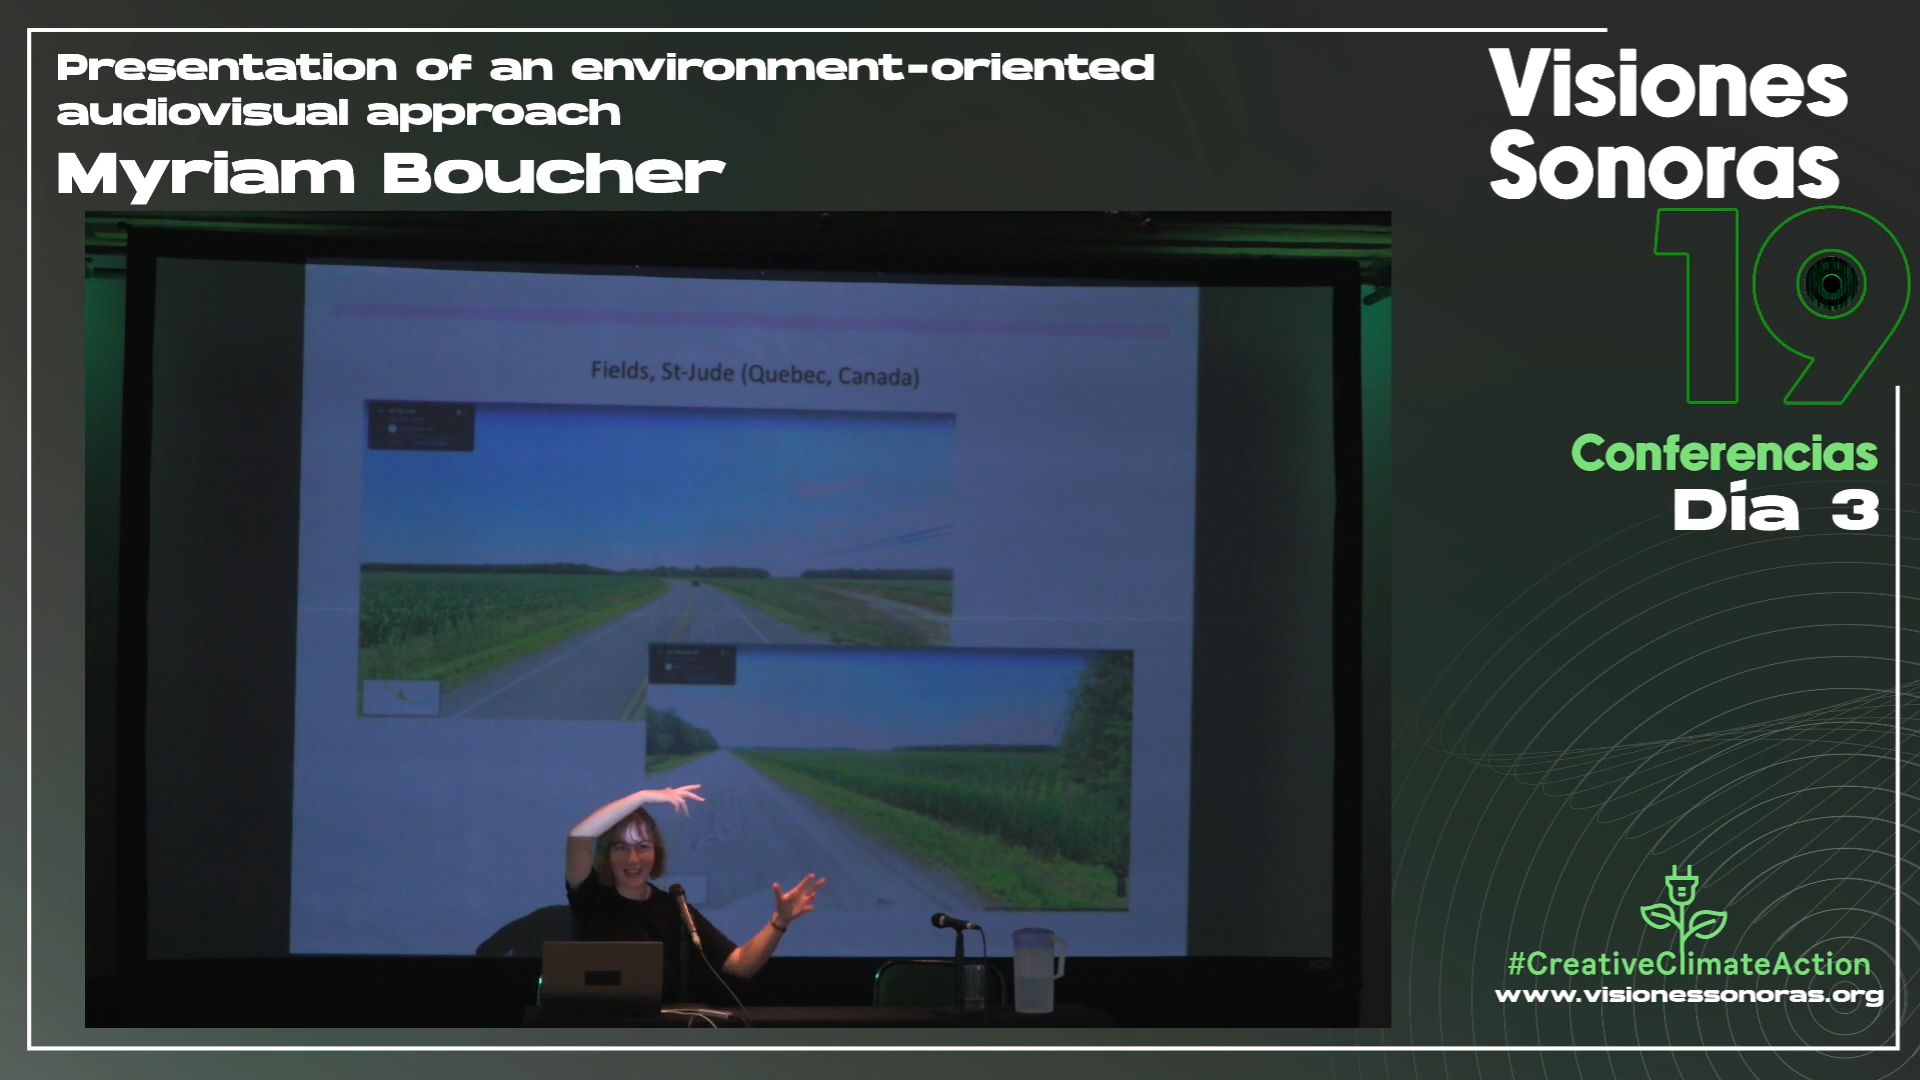 Presentation of an environment-oriented
audiovisual approach
Myriam Boucher
Visiones
Sonoras
19
Conferencias
Día 3
Fields, St-Jude (Quebec, Canada)
#CreativeClimateAction
www.visionessonoras.org